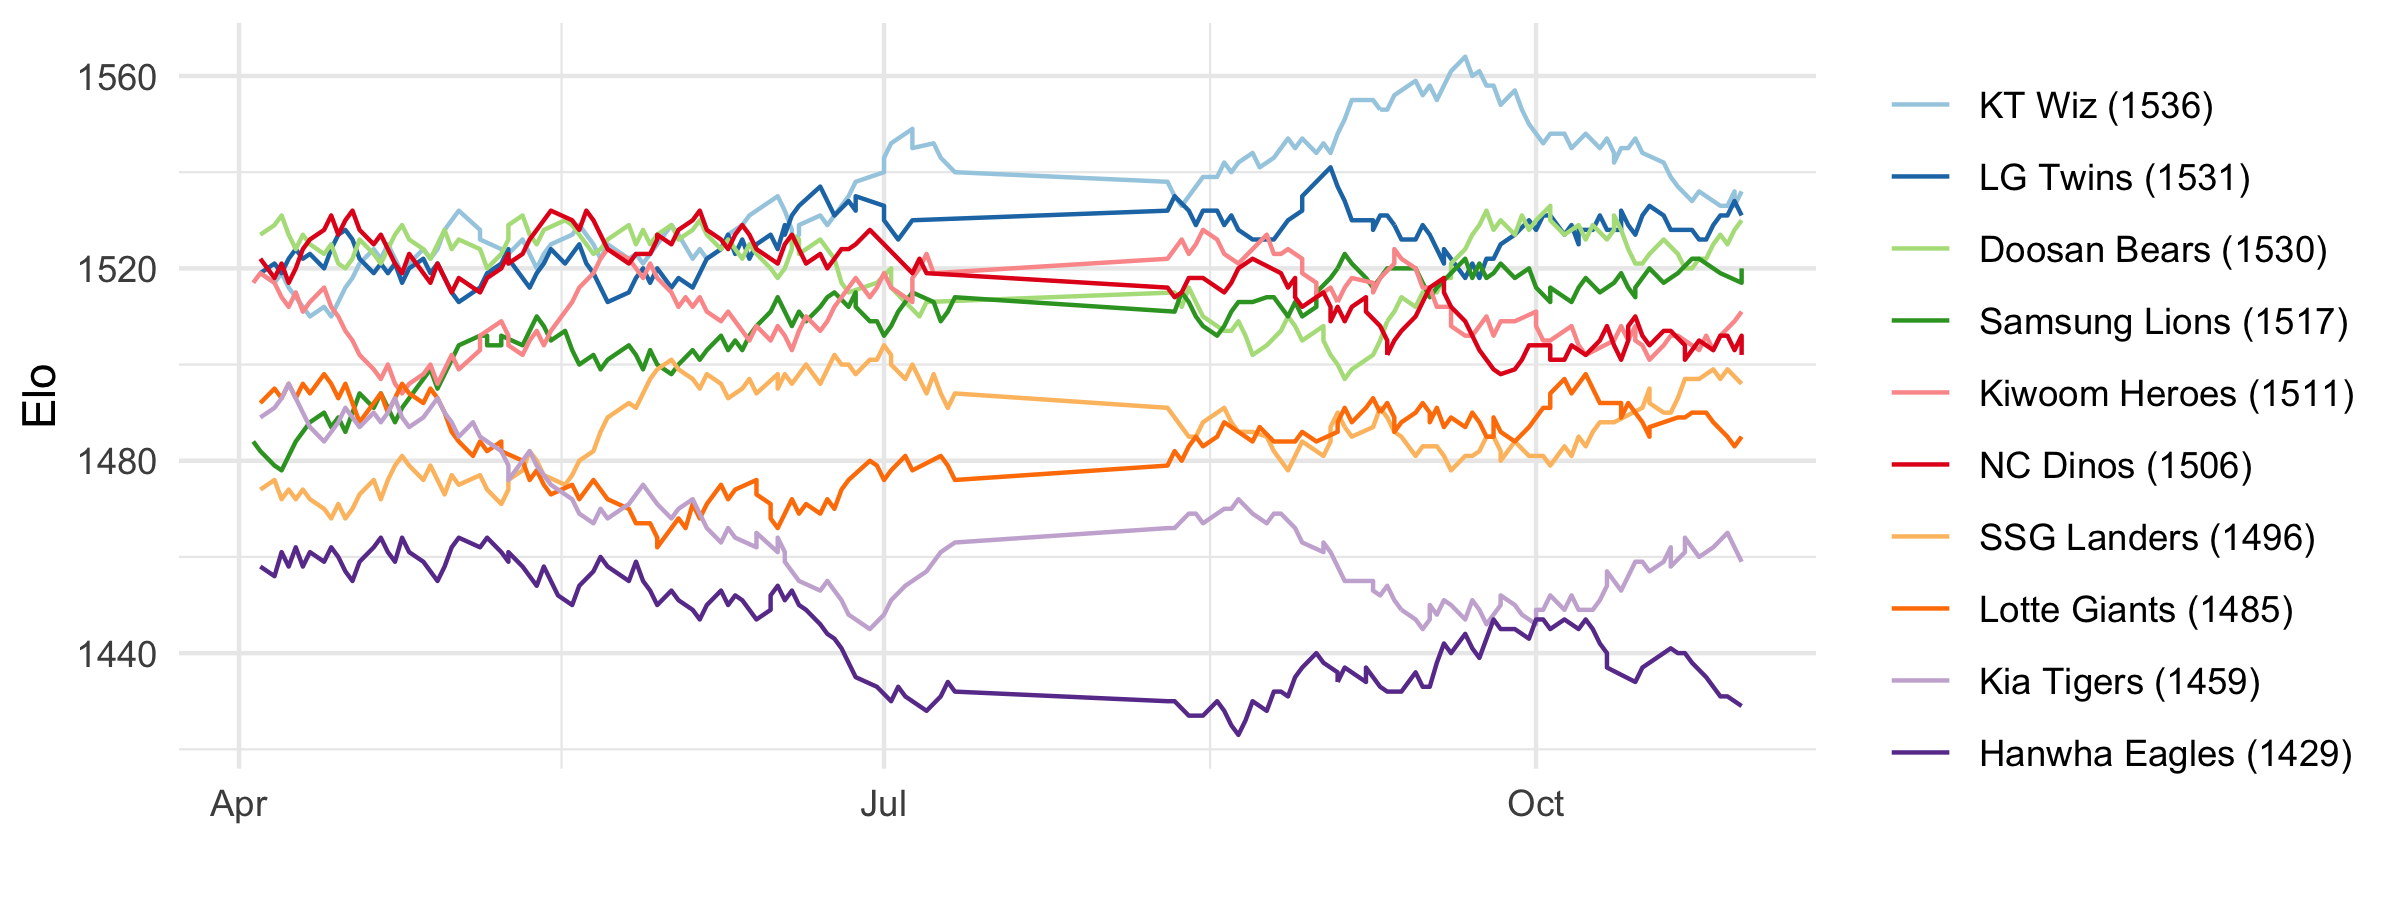 Elo
1560
1520
1480
1440
Apr
Jul
Oct
KT Wiz (1536)
LG Twins (1531)
Doosan Bears (1530)
Samsung Lions (1517)
Kiwoom Heroes (1511)
NC Dinos (1506)
SSG Landers (1496)
Lotte Giants (1485)
Kia Tigers (1459)
Hanwha Eagles (1429)